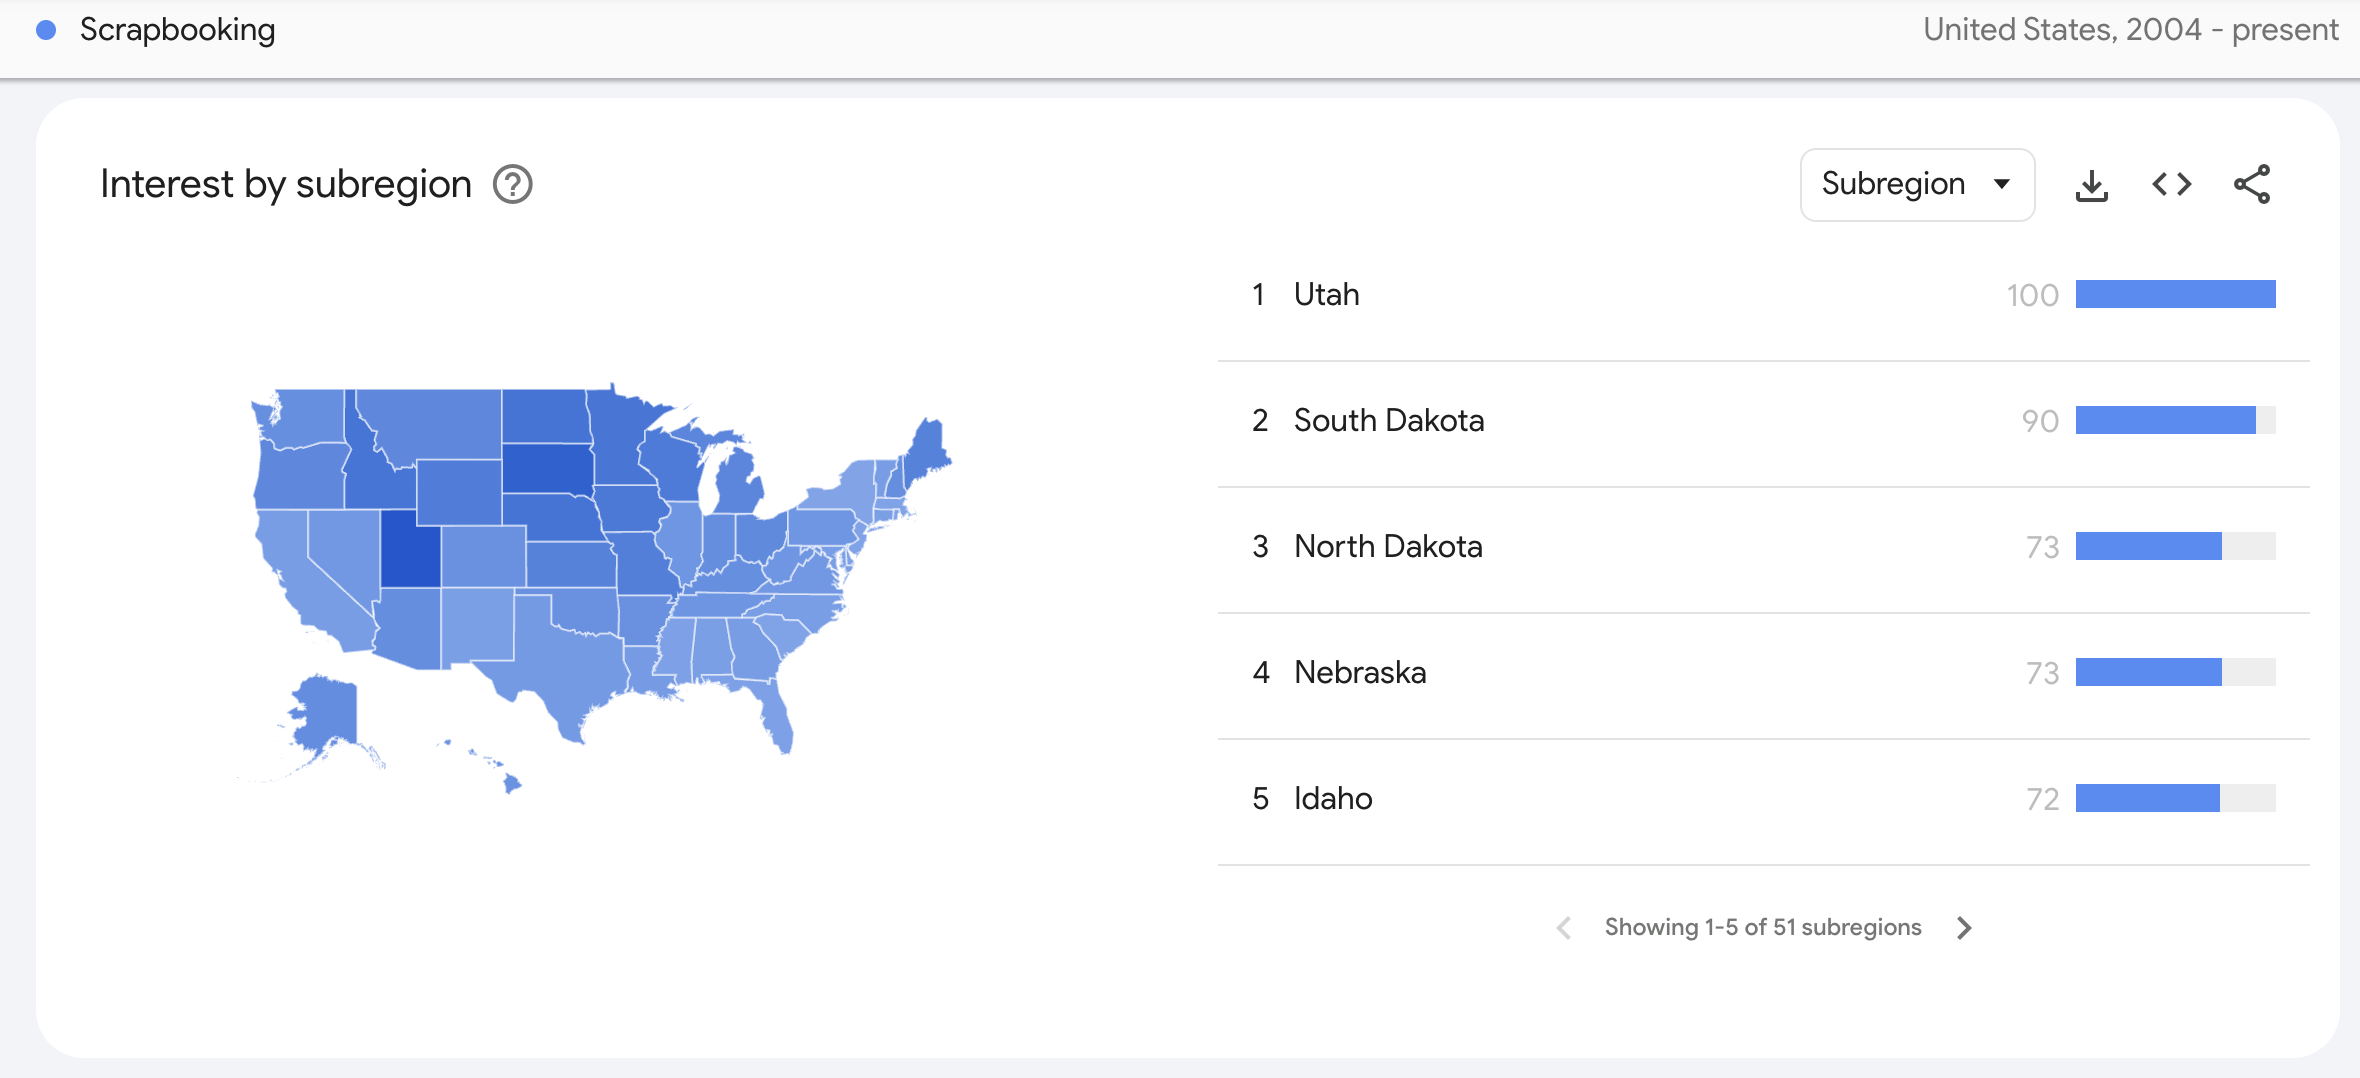 Scrapbooking
United States, 2004 - present
Interest by subregion ?
Subregion
1 Utah 100
2 South Dakota 90
3 North Dakota 73
4 Nebraska 73
5 Idaho 72
Showing 1-5 of 51 subregions